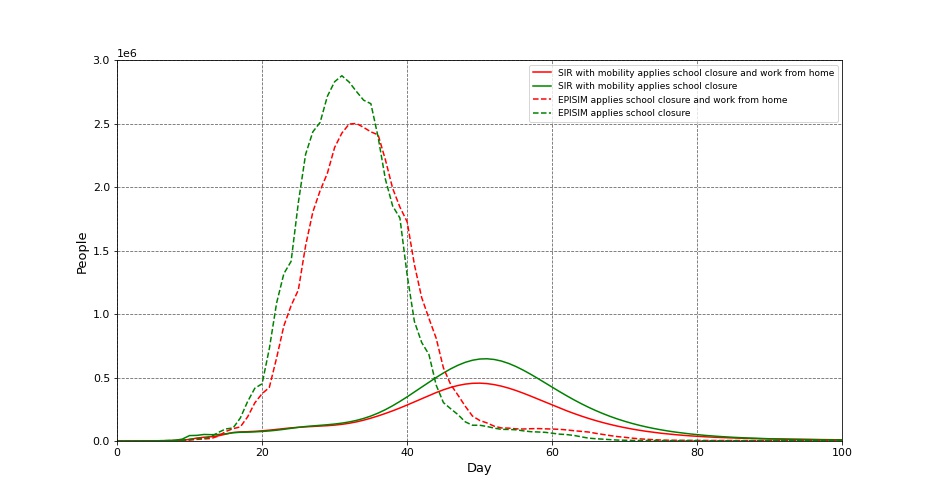 1e6
3.0
2.5
2.0
1.5
1.0
0.5
0.0
People
SIR with mobility applies school closure and work from home
SIR with mobility applies school closure
EPISIM applies school closure and work from home
EPISIM applies school closure
0 20 40 60 80 100
Day